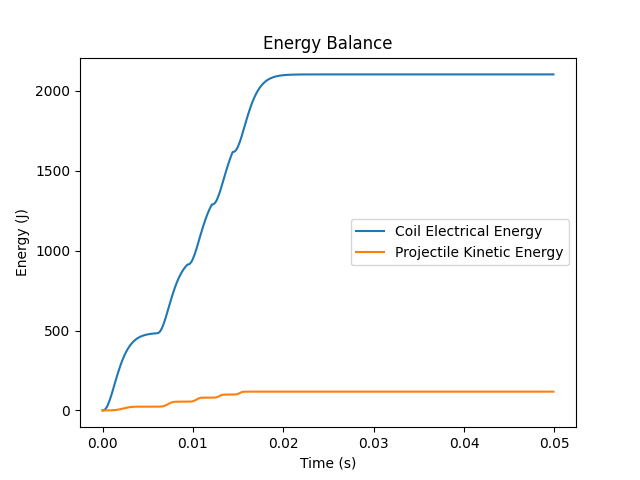 Energy Balance
Energy (J)
2000
1500
1000
500
0
Coil Electrical Energy
Projectile Kinetic Energy
0.00 0.01 0.02 0.03 0.04 0.05
Time (s)